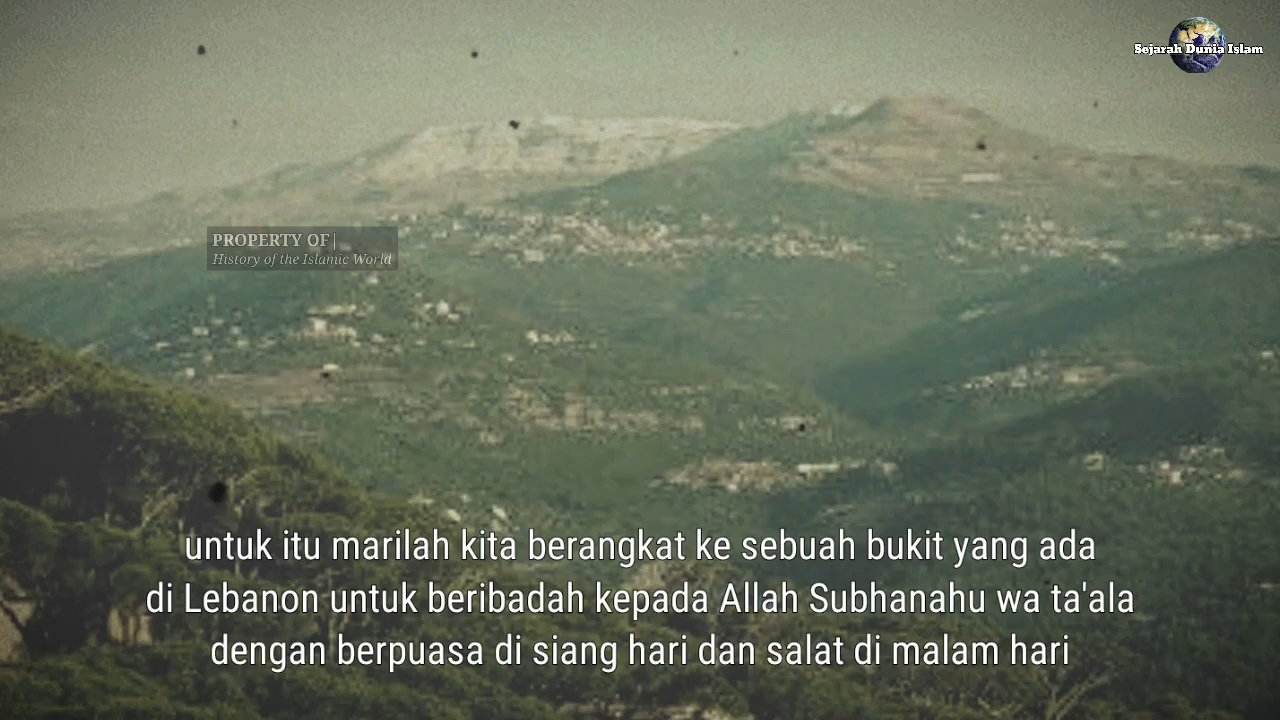 Sejarah Dunia Islam
PROPERTY OF
History of the Islamic World
untuk itu marilah kita berangkat ke sebuah bukit yang ada
di Lebanon untuk beribadah kepada Allah Subhanahu wa ta'ala
dengan berpuasa di siang hari dan salat di malam hari